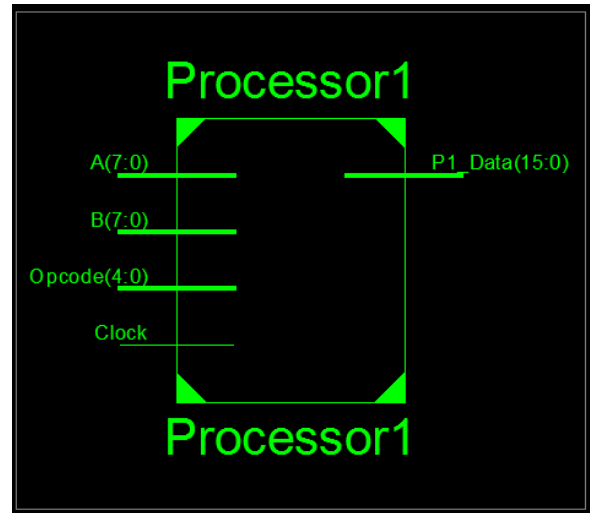 Processor1
A(7:0)
P1_Data(15:0)
B(7:0)
Opcode(4:0)
Clock
Processor1